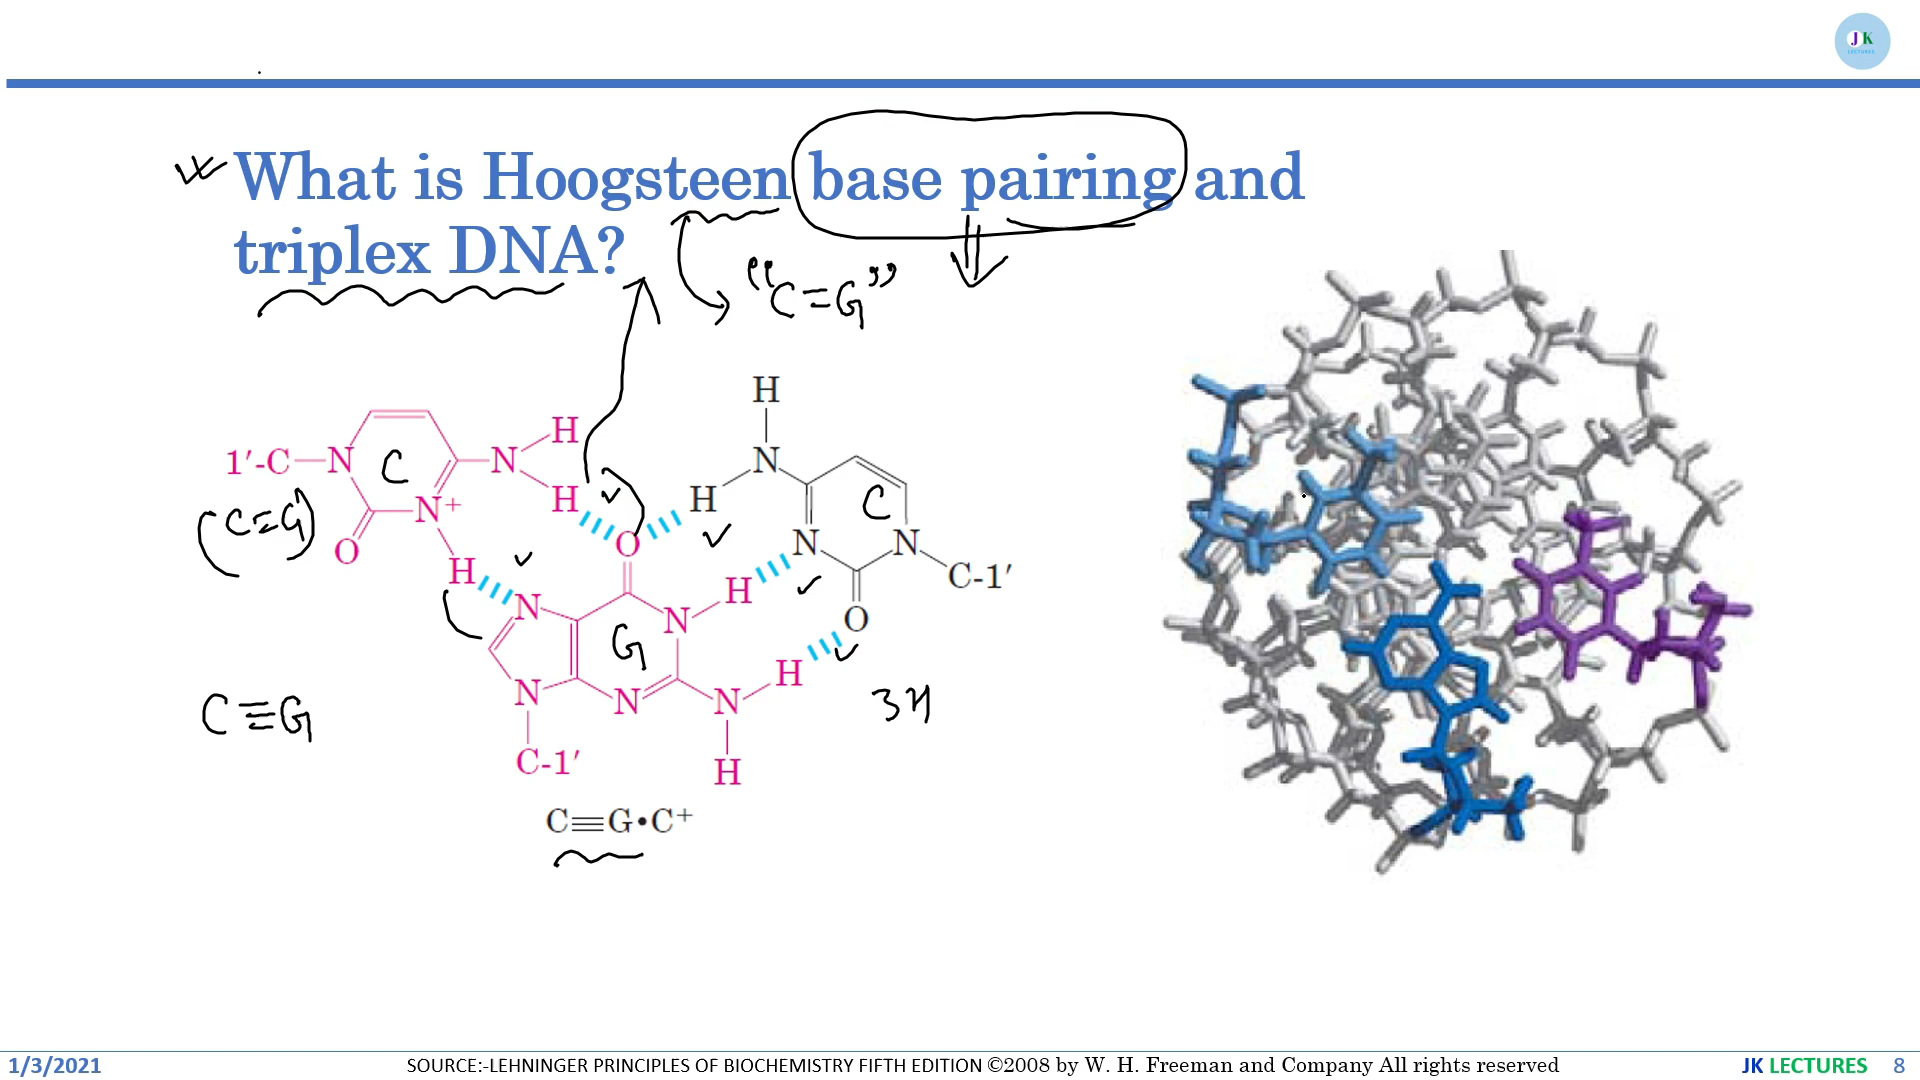 JK
LECTURES
What is Hoogsteen base pairing and
triplex DNA?
"C=G"
H
H
1′-C—N
C
N
N
H
H
H
C
(C=G)
N+
O
O
N
N
H
H
C-1′
N
N
O
G
H
C≡G
N
N
N
3H
C-1′
H
C≡G•C+
1/3/2021
SOURCE:-LEHNINGER PRINCIPLES OF BIOCHEMISTRY FIFTH EDITION ©2008 by W. H. Freeman and Company All rights reserved
JK LECTURES 8